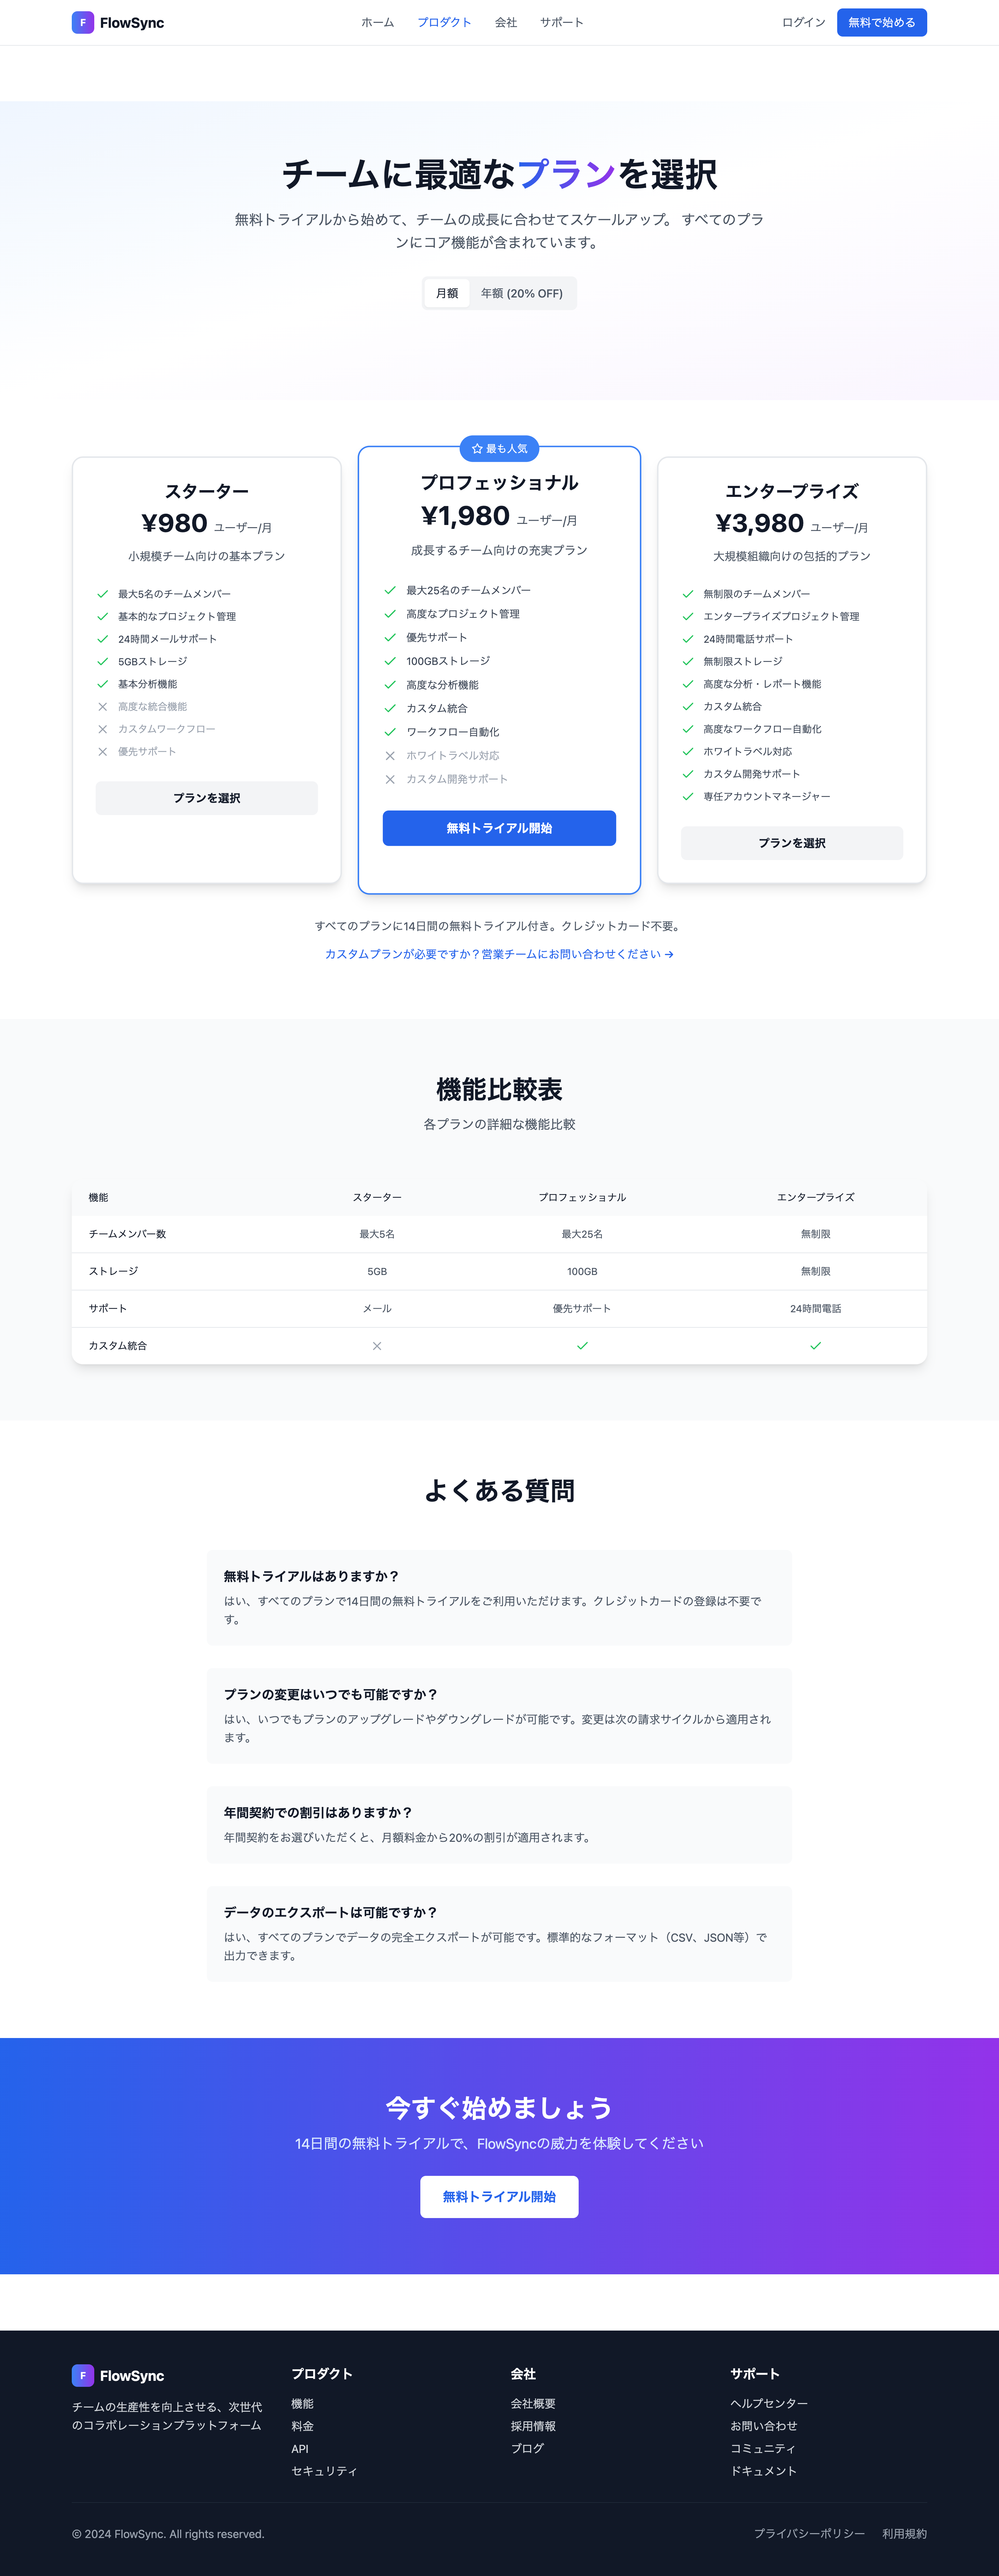 F FlowSync
ホーム プロダクト 会社 サポート
ログイン 無料で始める
チームに最適なプランを選択
無料トライアルから始めて、チームの成長に合わせてスケールアップ。 すべてのプラ
ンにコア機能が含まれています。
月額 年額 (20% OFF)
スターター
¥980 ユーザー/月
小規模チーム向けの基本プラン
最大5名のチームメンバー
基本的なプロジェクト管理
24時間メールサポート
5GBストレージ
基本分析機能
高度な統合機能
カスタムワークフロー
優先サポート
プランを選択
最も人気
プロフェッショナル
¥1,980 ユーザー/月
成長するチーム向けの充実プラン
最大25名のチームメンバー
高度なプロジェクト管理
優先サポート
100GBストレージ
高度な分析機能
カスタム統合
ワークフロー自動化
ホワイトラベル対応
カスタム開発サポート
無料トライアル開始
エンタープライズ
¥3,980 ユーザー/月
大規模組織向けの包括的プラン
無制限のチームメンバー
エンタープライズプロジェクト管理
24時間電話サポート
無制限ストレージ
高度な分析・レポート機能
カスタム統合
高度なワークフロー自動化
ホワイトラベル対応
カスタム開発サポート
専任アカウントマネージャー
プランを選択
すべてのプランに14日間の無料トライアル付き。クレジットカード不要。
カスタムプランが必要ですか？営業チームにお問い合わせください →
機能比較表
各プランの詳細な機能比較
機能 スターター プロフェッショナル エンタープライズ
チームメンバー数 最大5名 最大25名 無制限
ストレージ 5GB 100GB 無制限
サポート メール 優先サポート 24時間電話
カスタム統合
よくある質問
無料トライアルはありますか？
はい、すべてのプランで14日間の無料トライアルをご利用いただけます。クレジットカードの登録は不要で
す。
プランの変更はいつでも可能ですか？
はい、いつでもプランのアップグレードやダウングレードが可能です。変更は次の請求サイクルから適用され
ます。
年間契約での割引はありますか？
年間契約をお選びいただくと、月額料金から20%の割引が適用されます。
データのエクスポートは可能ですか？
はい、すべてのプランでデータの完全エクスポートが可能です。標準的なフォーマット（CSV、JSON等）で
出力できます。
今すぐ始めましょう
14日間の無料トライアルで、FlowSyncの威力を体験してください
無料トライアル開始
F FlowSync
チームの生産性を向上させる、次世代
のコラボレーションプラットフォーム
プロダクト
機能
料金
API
セキュリティ
会社
会社概要
採用情報
ブログ
サポート
ヘルプセンター
お問い合わせ
コミュニティ
ドキュメント
© 2024 FlowSync. All rights reserved.
プライバシーポリシー 利用規約